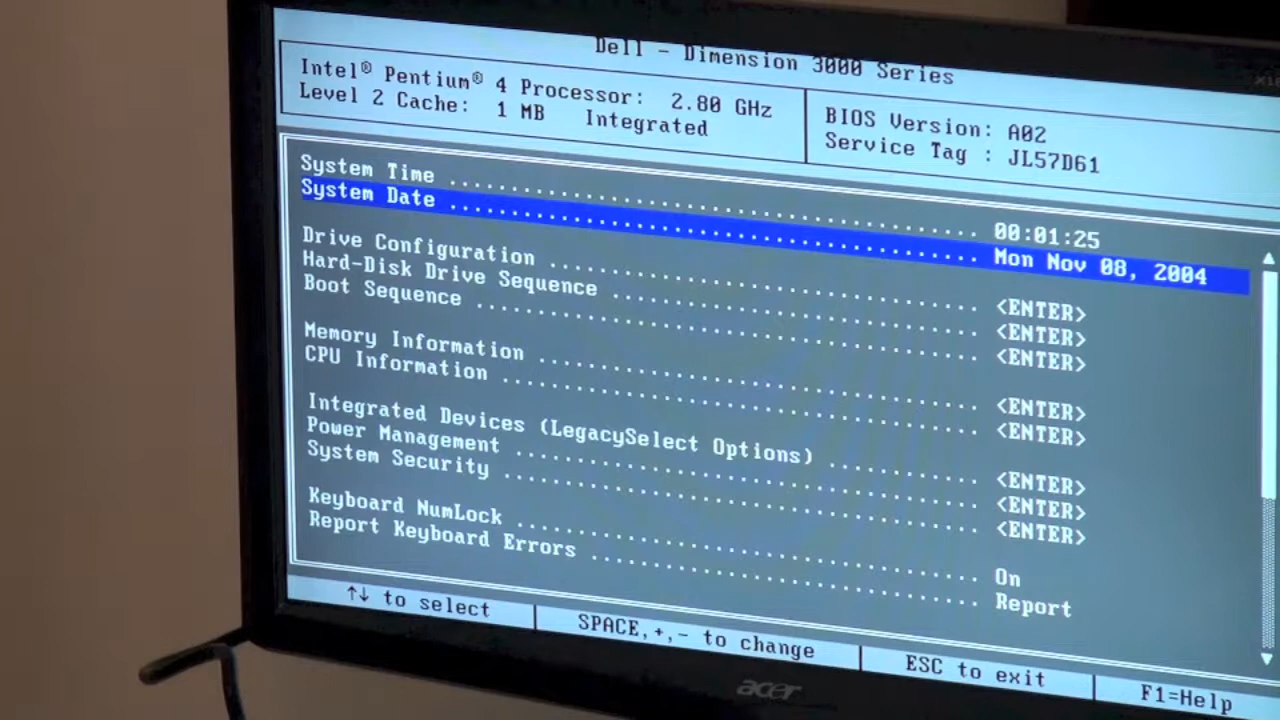 Dell - Dimension 3000 Series
Intel® Pentium® 4 Processor: 2.80 GHz
Level 2 Cache: 1 MB Integrated
BIOS Version: A02
Service Tag : JL57D61
System Time ........................................ 00:01:25
System Date ........................................ Mon Nov 08, 2004
Drive Configuration ................................ <ENTER>
Hard-Disk Drive Sequence ........................... <ENTER>
Boot Sequence ...................................... <ENTER>
Memory Information ................................. <ENTER>
CPU Information .................................... <ENTER>
Integrated Devices (LegacySelect Options) .......... <ENTER>
Power Management ................................... <ENTER>
System Security .................................... <ENTER>
Keyboard NumLock ................................... On
Report Keyboard Errors ............................. Report
↑↓ to select
SPACE,+,- to change
ESC to exit
F1=Help
acer